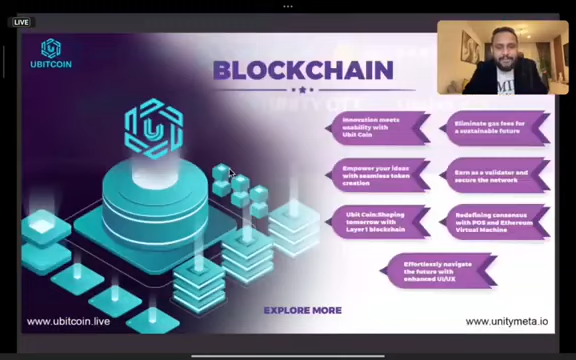 LIVE
UBITCOIN
BLOCKCHAIN
Innovation meets
usability with
Ubit Coin
Eliminate gas fees for
a sustainable future
Empower your ideas
with seamless token
creation
Earn as a validator and
secure the network
Ubit Coin:Shaping
tomorrow with
Layer 1 blockchain
Redefining consensus
with POS and Ethereum
Virtual Machine
Effortlessly navigate
the future with
enhanced UI/UX
EXPLORE MORE
www.ubitcoin.live
www.unitymeta.io